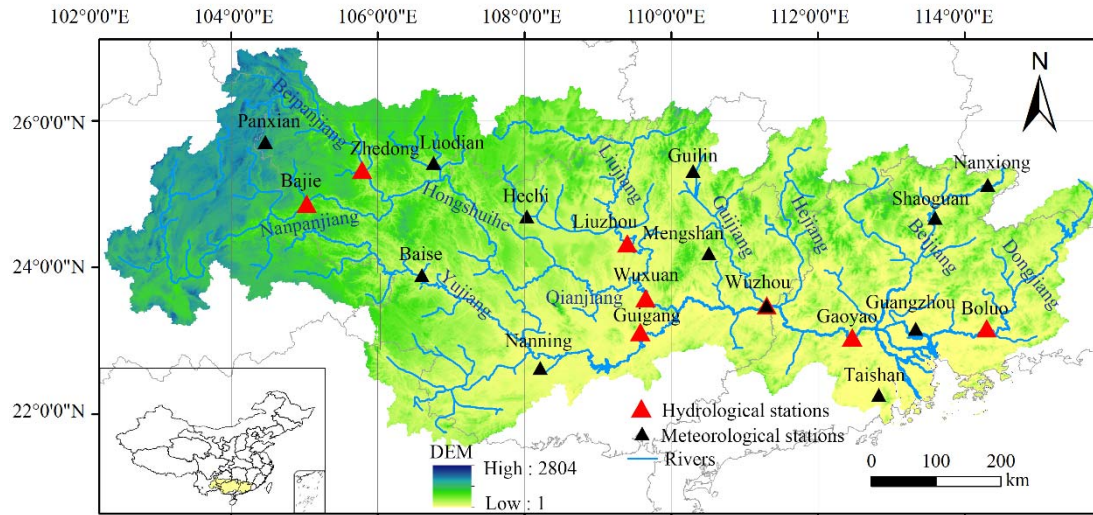 102°0'0"E 104°0'0"E 106°0'0"E 108°0'0"E 110°0'0"E 112°0'0"E 114°0'0"E
N
26°0'0"N
24°0'0"N
22°0'0"N
Beipanjiang
Panxian
Zhedong
Luodian
Guilin
Nanxiong
Bajie
Hechi
Liujiang
Shaoguan
Nanpanjiang
Hongshuihe
Liuzhou
Mengshan
Guijiang
Hejiang
Beijiang
Dongjiang
Baise
Yujiang
Qianjiang
Wuxuan
Wuzhou
Guangzhou
Boluo
Guigang
Gaoyao
Nanning
Taishan
Hydrological stations
Meteorological stations
Rivers
DEM
High : 2804
Low : 1
0 100 200
km